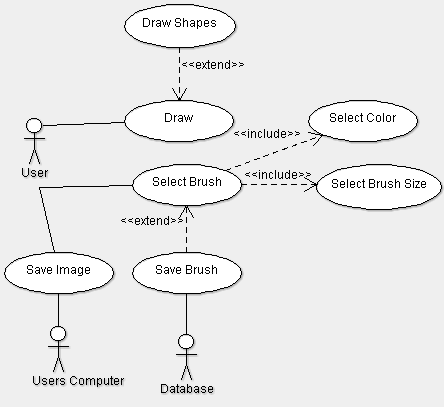 Draw Shapes
<<extend>>
Draw
Select Color
<<include>>
User
Select Brush
<<include>>
Select Brush Size
<<extend>>
Save Image
Save Brush
Users Computer
Database